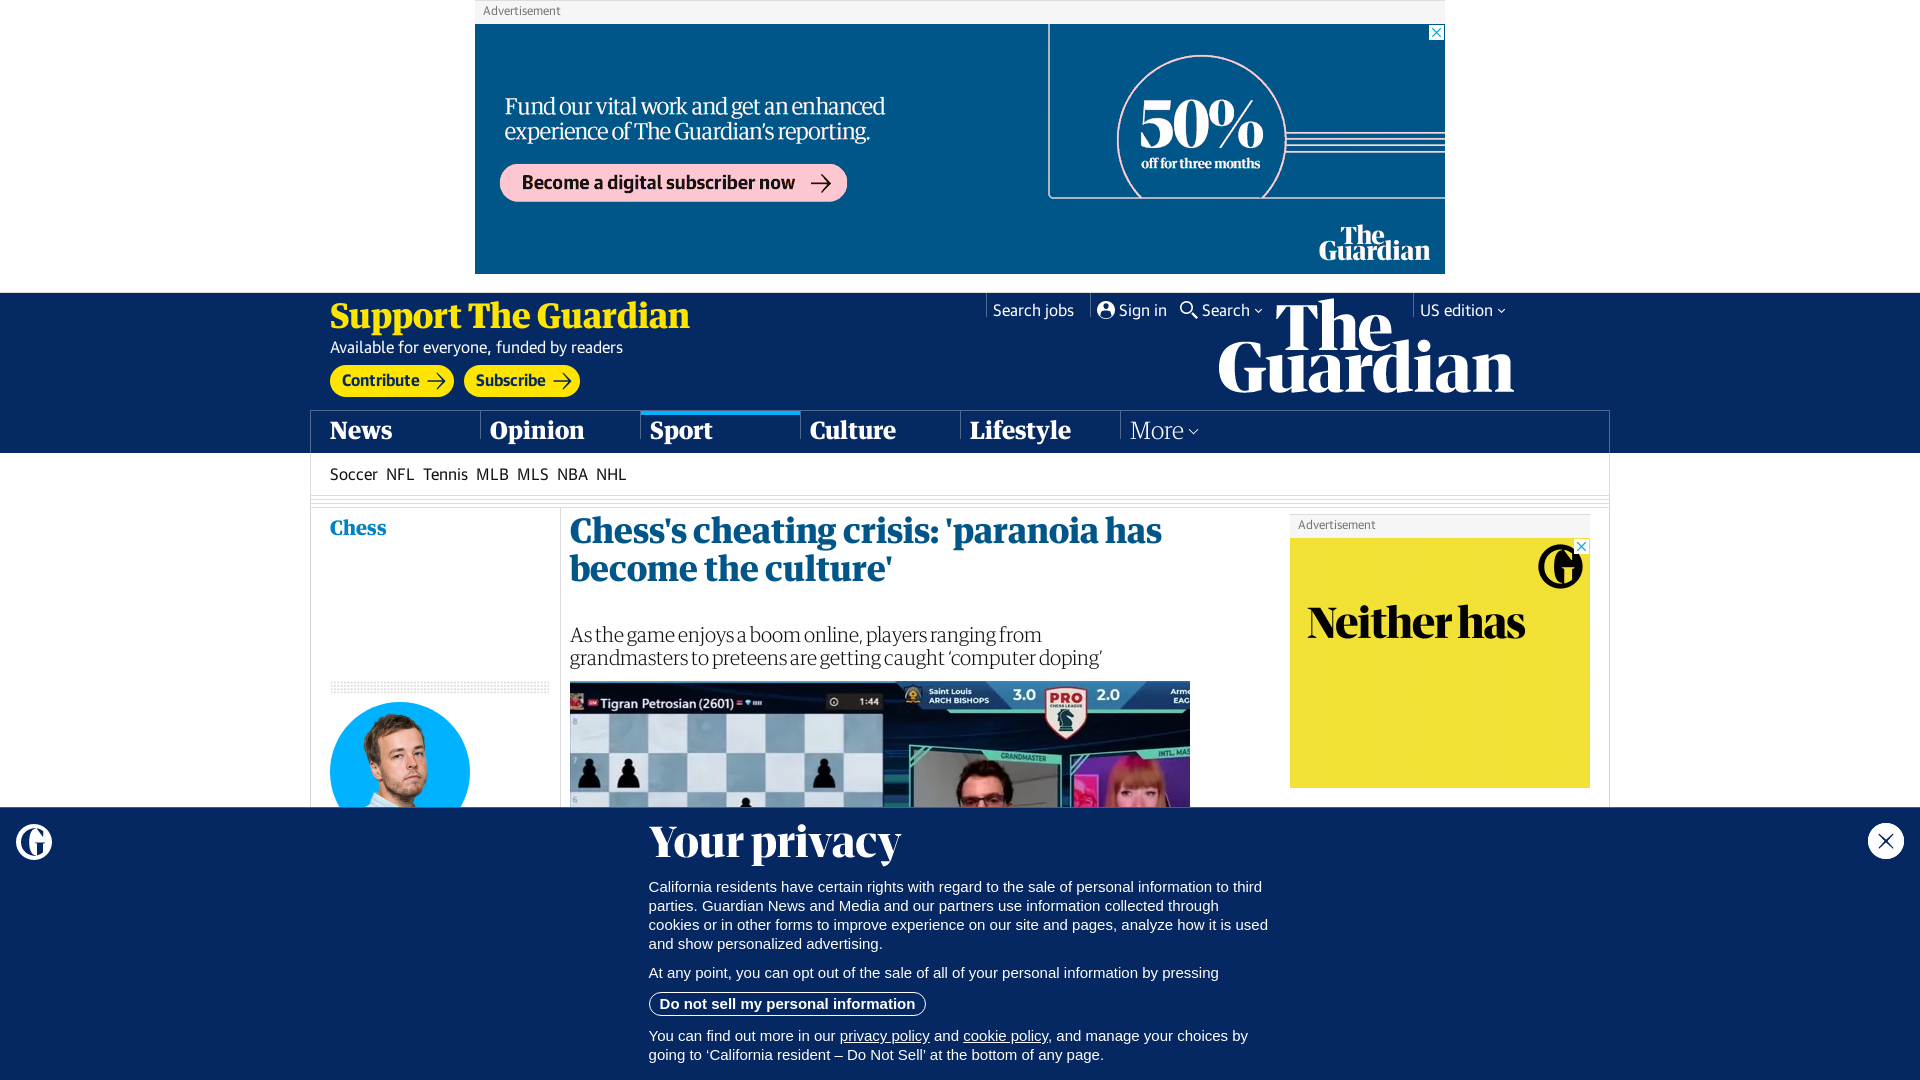 Advertisement
Fund our vital work and get an enhanced
experience of The Guardian's reporting.
Become a digital subscriber now
50%
off for three months
The
Guardian
Support The Guardian
Available for everyone, funded by readers
Contribute
Subscribe
Search jobs
Sign in
Search
US edition
The
Guardian
News
Opinion
Sport
Culture
Lifestyle
More
Soccer NFL Tennis MLB MLS NBA NHL
Chess
Chess's cheating crisis: 'paranoia has
become the culture'
As the game enjoys a boom online, players ranging from
grandmasters to preteens are getting caught ‘computer doping’
Tigran Petrosian (2601)
1:44
Saint Louis
ARCH BISHOPS
3.0
PRO
CHESS LEAGUE
2.0
Arme
EAG
8
7
6
GRANDMASTER
INTL. MAS
Advertisement
G
Neither has
G
Your privacy
California residents have certain rights with regard to the sale of personal information to third
parties. Guardian News and Media and our partners use information collected through
cookies or in other forms to improve experience on our site and pages, analyze how it is used
and show personalized advertising.
At any point, you can opt out of the sale of all of your personal information by pressing
Do not sell my personal information
You can find out more in our privacy policy and cookie policy, and manage your choices by
going to ‘California resident – Do Not Sell’ at the bottom of any page.